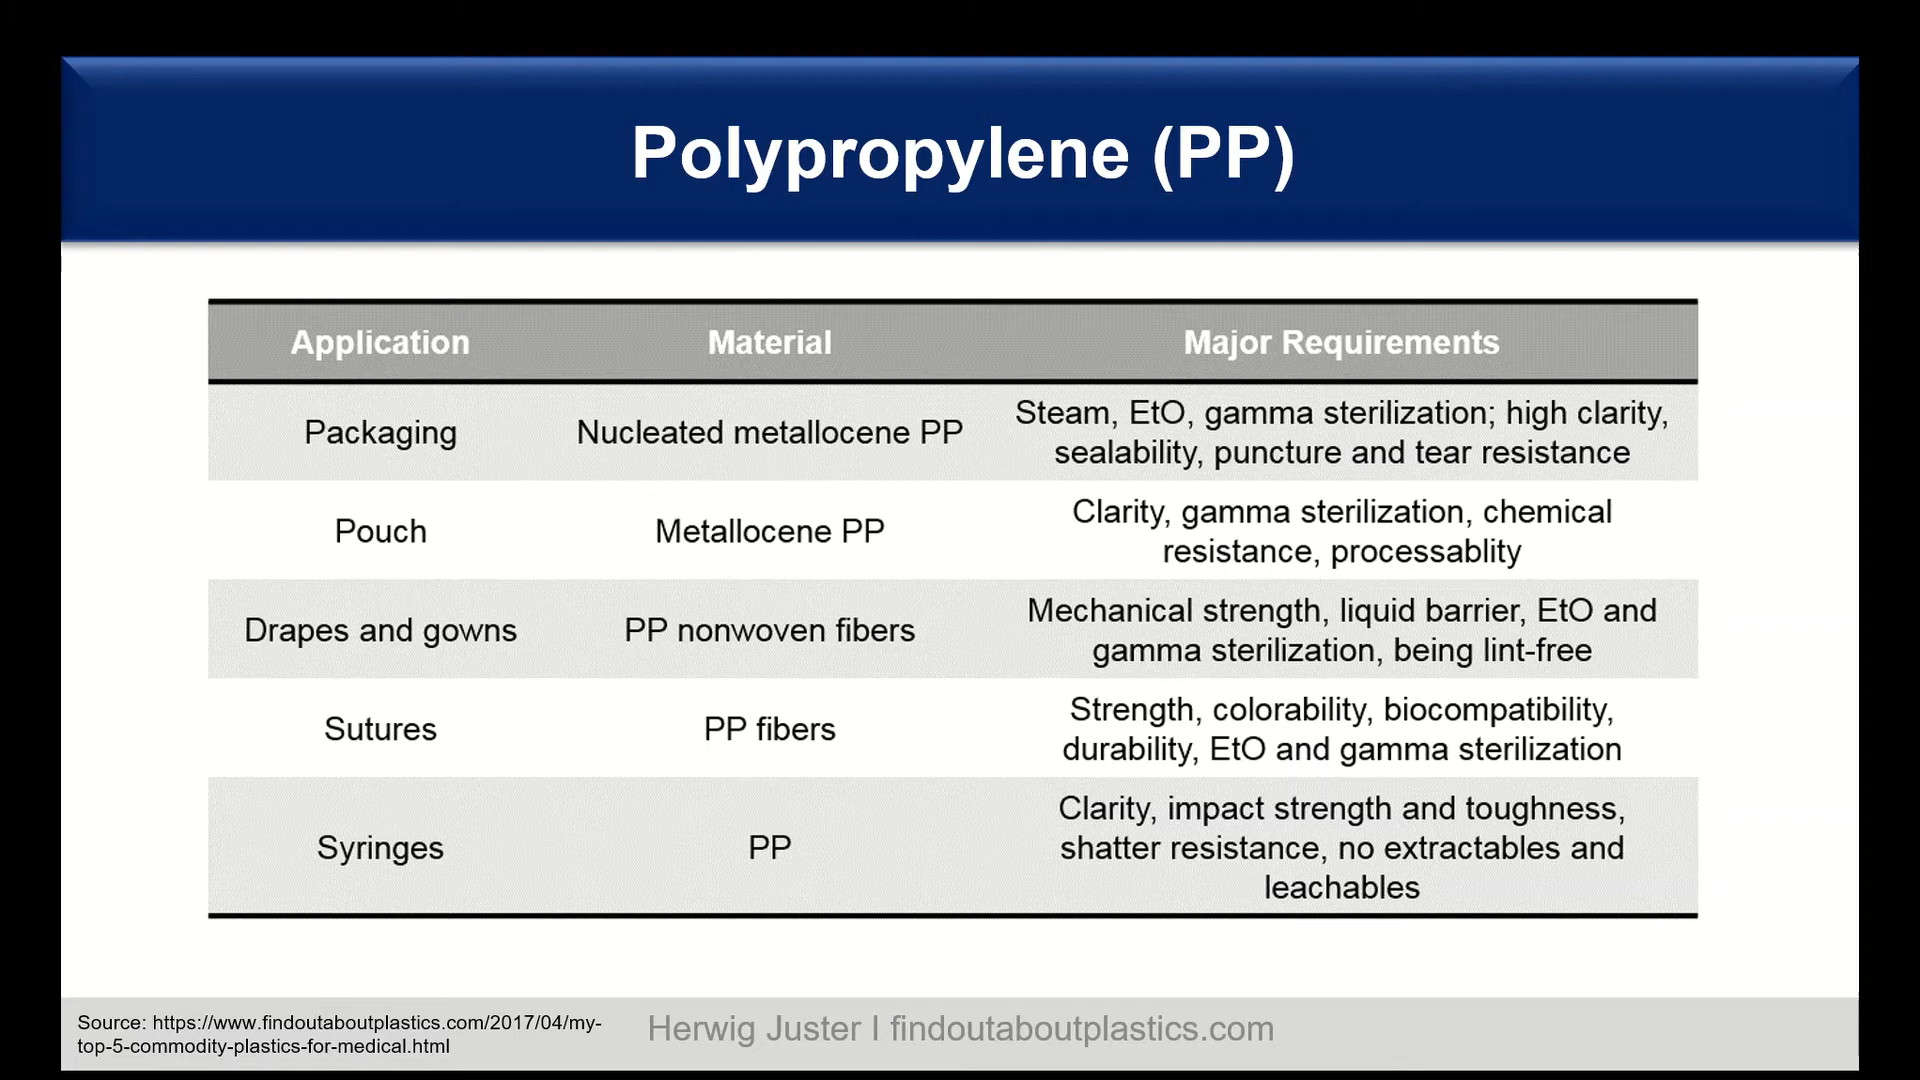 Polypropylene (PP)
Application Material Major Requirements
Packaging Nucleated metallocene PP Steam, EtO, gamma sterilization; high clarity,
sealability, puncture and tear resistance
Pouch Metallocene PP Clarity, gamma sterilization, chemical
resistance, processablity
Drapes and gowns PP nonwoven fibers Mechanical strength, liquid barrier, EtO and
gamma sterilization, being lint-free
Sutures PP fibers Strength, colorability, biocompatibility,
durability, EtO and gamma sterilization
Syringes PP Clarity, impact strength and toughness,
shatter resistance, no extractables and
leachables
Source: https://www.findoutaboutplastics.com/2017/04/my-
top-5-commodity-plastics-for-medical.html
Herwig Juster I findoutaboutplastics.com